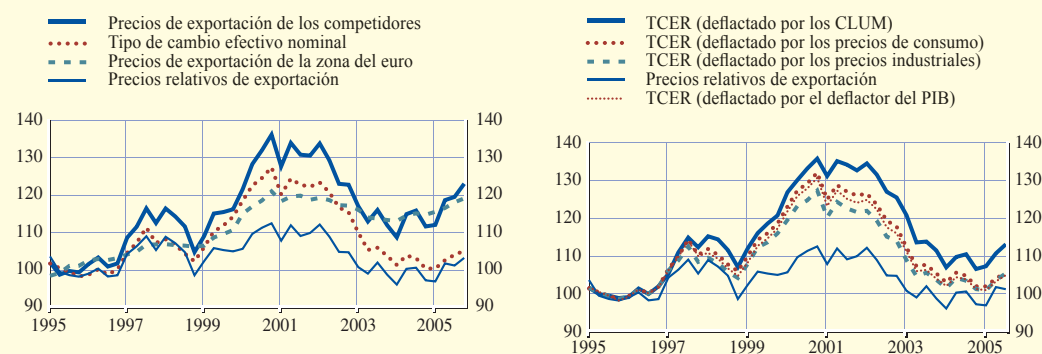 Precios de exportación de los competidores
Tipo de cambio efectivo nominal
Precios de exportación de la zona del euro
Precios relativos de exportación
140 140
130 130
120 120
110 110
100 100
90 90
1995 1997 1999 2001 2003 2005
TCER (deflactado por los CLUM)
TCER (deflactado por los precios de consumo)
TCER (deflactado por los precios industriales)
Precios relativos de exportación
TCER (deflactado por el deflactor del PIB)
140 140
130 130
120 120
110 110
100 100
90 90
1995 1997 1999 2001 2003 2005